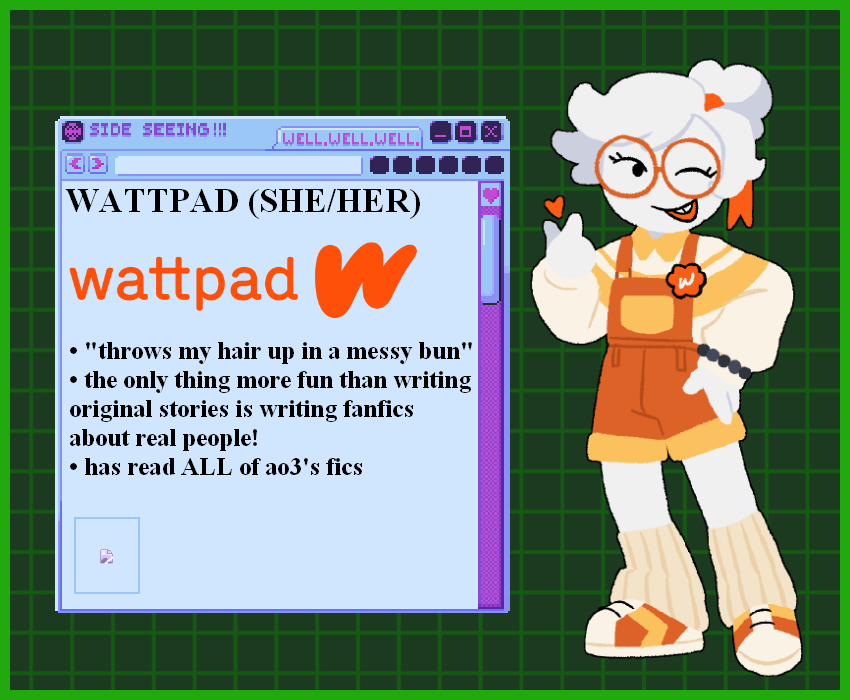 SIDE SEEING!!!
WELL.WELL.WELL.
WATTPAD (SHE/HER)
wattpad w
• "throws my hair up in a messy bun"
• the only thing more fun than writing
original stories is writing fanfics
about real people!
• has read ALL of ao3's fics
w